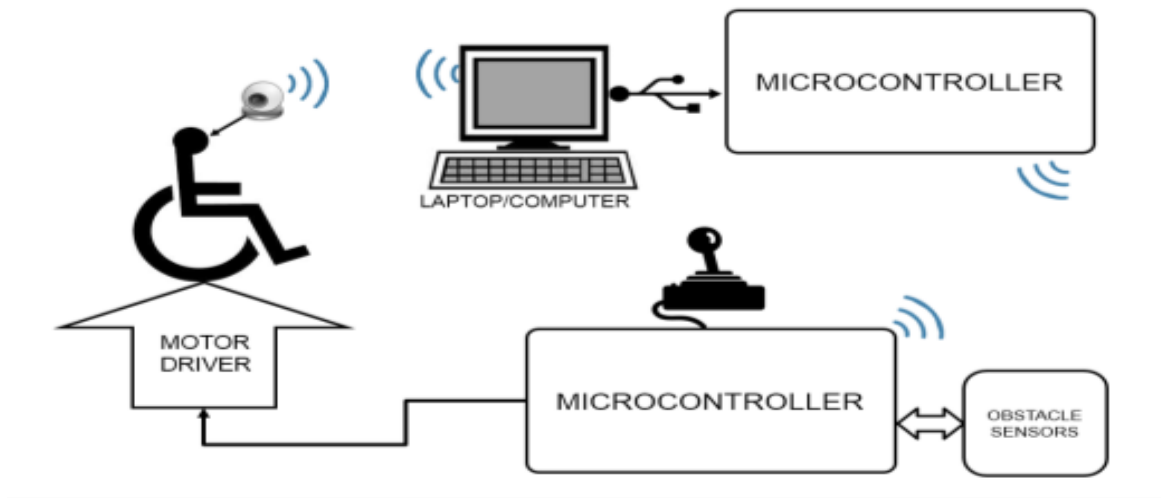 MICROCONTROLLER
LAPTOP/COMPUTER
MOTOR
DRIVER
MICROCONTROLLER
OBSTACLE
SENSORS